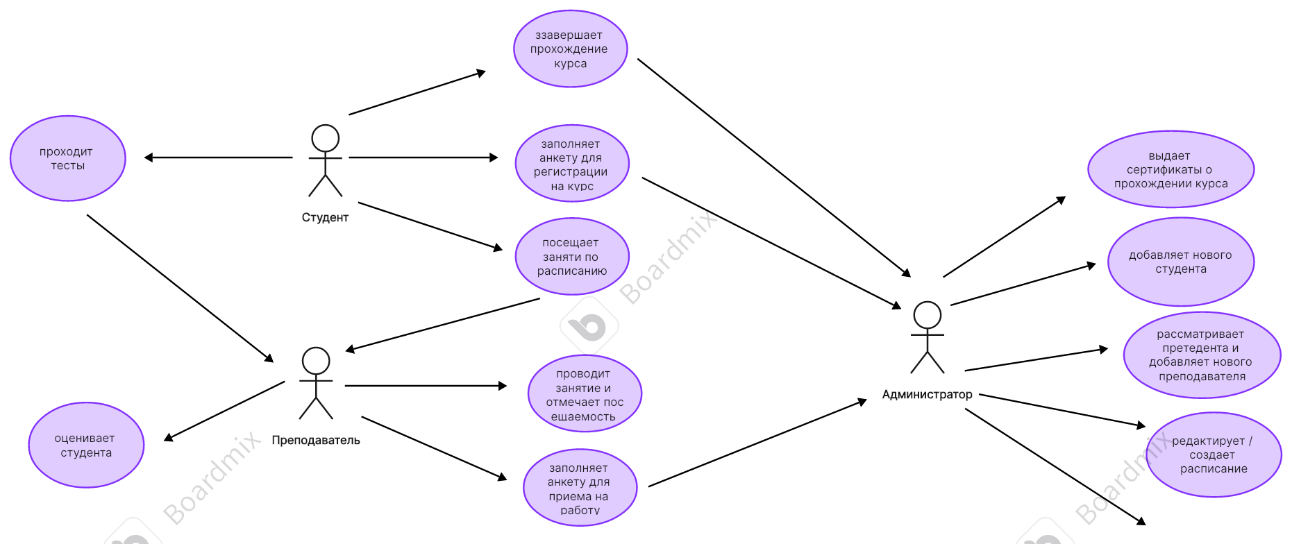 ззавершает
прохождение
курса
проходит
тесты
заполняет
анкету для
регистрации
на курс
Студент
посещает
заняти по
расписанию
выдает
сертификаты о
прохождении курса
добавляет нового
студента
рассматривает
претедента и
добавляет нового
преподавателя
Администратор
редактирует /
создает
расписание
проводит
занятие и
отмечает пос
ещаемость
Преподаватель
оценивает
студента
заполняет
анкету для
приема на
работу
Boardmix
Boardmix
Boardmix